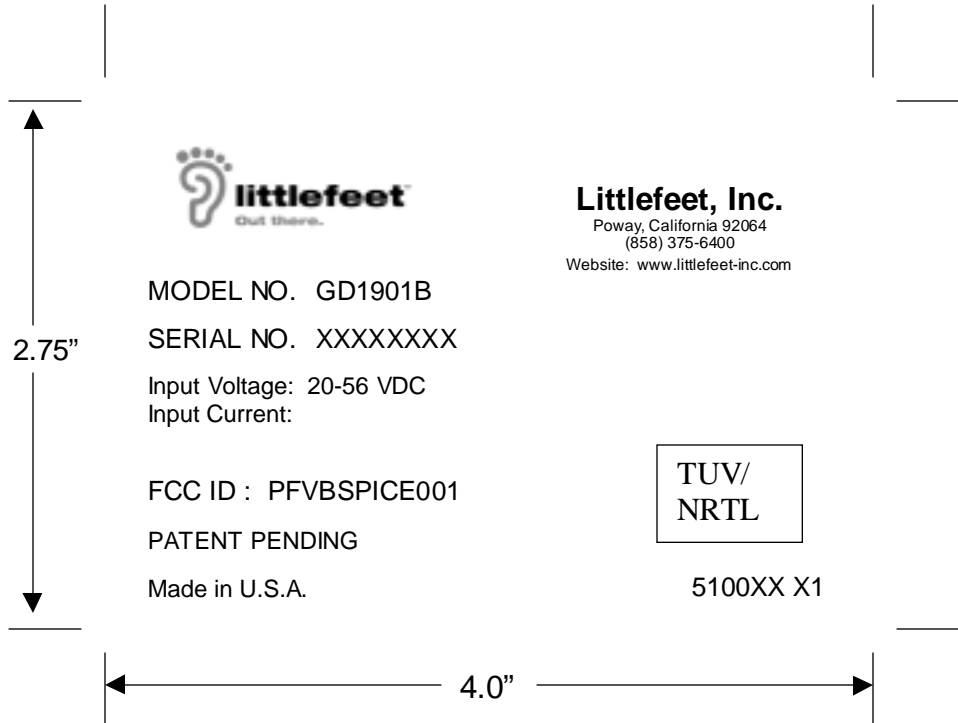 littlefeet™
Out there.
Littlefeet, Inc.
Poway, California 92064
(858) 375-6400
Website: www.littlefeet-inc.com
MODEL NO. GD1901B
SERIAL NO. XXXXXXXX
2.75”
Input Voltage: 20-56 VDC
Input Current:
FCC ID : PFVBSPICE001
PATENT PENDING
Made in U.S.A.
TUV/
NRTL
5100XX X1
4.0”